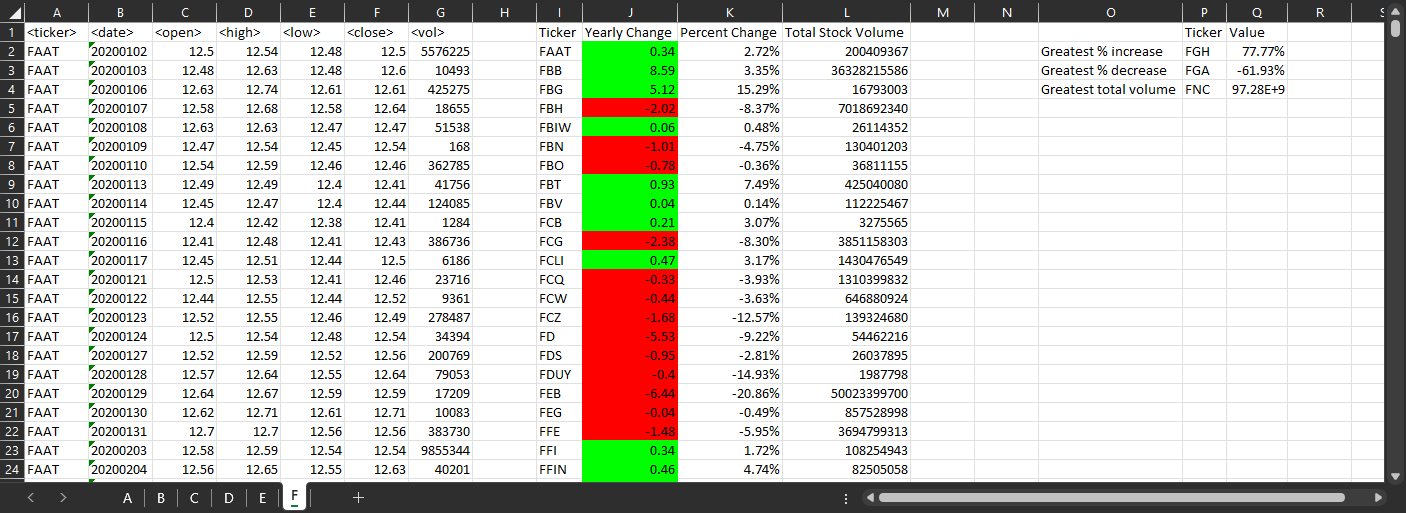 A B C D E F G H I J K L M N O P Q R
1 <ticker> <date> <open> <high> <low> <close> <vol> Ticker Yearly Change Percent Change Total Stock Volume Ticker Value
2 FAAT 20200102 12.5 12.54 12.48 12.5 5576225 FAAT 0.34 2.72% 200409367 Greatest % increase FGH 77.77%
3 FAAT 20200103 12.48 12.63 12.48 12.6 10493 FBB 8.59 3.35% 36328215586 Greatest % decrease FGA -61.93%
4 FAAT 20200106 12.63 12.74 12.61 12.61 425275 FBG 5.12 15.29% 16793003 Greatest total volume FNC 97.28E+9
5 FAAT 20200107 12.58 12.68 12.58 12.64 18655 FBH -2.02 -8.37% 7018692340
6 FAAT 20200108 12.63 12.63 12.47 12.47 51538 FBIW 0.06 0.48% 26114352
7 FAAT 20200109 12.47 12.54 12.45 12.54 168 FBN -1.01 -4.75% 130401203
8 FAAT 20200110 12.54 12.59 12.46 12.46 362785 FBO -0.78 -0.36% 36811155
9 FAAT 20200113 12.49 12.49 12.4 12.41 41756 FBT 0.93 7.49% 425040080
10 FAAT 20200114 12.45 12.47 12.4 12.44 124085 FBV 0.04 0.14% 112225467
11 FAAT 20200115 12.4 12.42 12.38 12.41 1284 FCB 0.21 3.07% 3275565
12 FAAT 20200116 12.41 12.48 12.41 12.43 386736 FCG -2.38 -8.30% 3851158303
13 FAAT 20200117 12.45 12.51 12.44 12.5 6186 FCLI 0.47 3.17% 1430476549
14 FAAT 20200121 12.5 12.53 12.41 12.46 23716 FCQ -0.33 -3.93% 1310399832
15 FAAT 20200122 12.44 12.55 12.44 12.52 9361 FCW -0.44 -3.63% 646880924
16 FAAT 20200123 12.52 12.55 12.46 12.49 278487 FCZ -1.68 -12.57% 139324680
17 FAAT 20200124 12.5 12.54 12.48 12.54 34394 FD -5.53 -9.22% 54462216
18 FAAT 20200127 12.52 12.59 12.52 12.56 200769 FDS -0.95 -2.81% 26037895
19 FAAT 20200128 12.57 12.64 12.55 12.64 79053 FDUY -0.4 -14.93% 1987798
20 FAAT 20200129 12.64 12.67 12.59 12.59 17209 FEB -6.44 -20.86% 50023399700
21 FAAT 20200130 12.62 12.71 12.61 12.71 10083 FEG -0.04 -0.49% 857528998
22 FAAT 20200131 12.7 12.7 12.56 12.56 383730 FFE -1.48 -5.95% 3694799313
23 FAAT 20200203 12.58 12.59 12.54 12.54 9855344 FFI 0.34 1.72% 108254943
24 FAAT 20200204 12.56 12.65 12.55 12.63 40201 FFIN 0.46 4.74% 82505058
A B C D E F